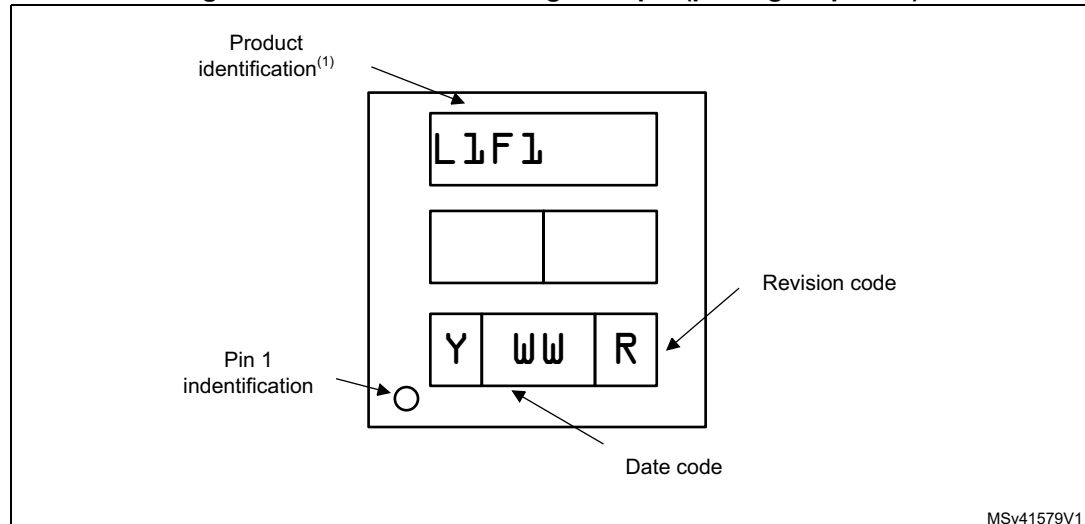 Product
identification(1)
L1F1
Revision code
Y WW R
Pin 1
indentification
Date code
MSv41579V1